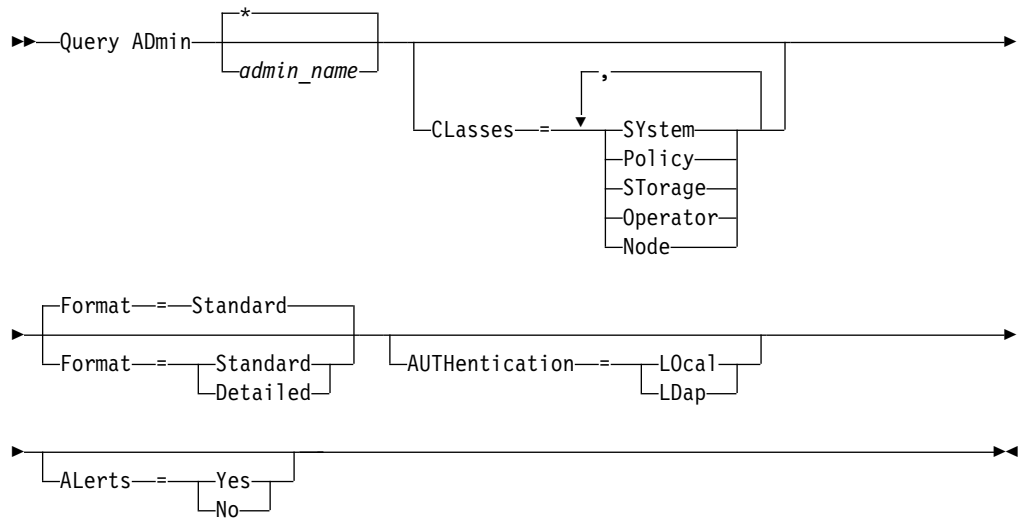 *
Query ADmin
admin_name
,
CLasses = SYstem
Policy
STorage
Operator
Node
Format = Standard
Format = Standard
Detailed
AUTHentication = LOcal
LDap
ALerts = Yes
No